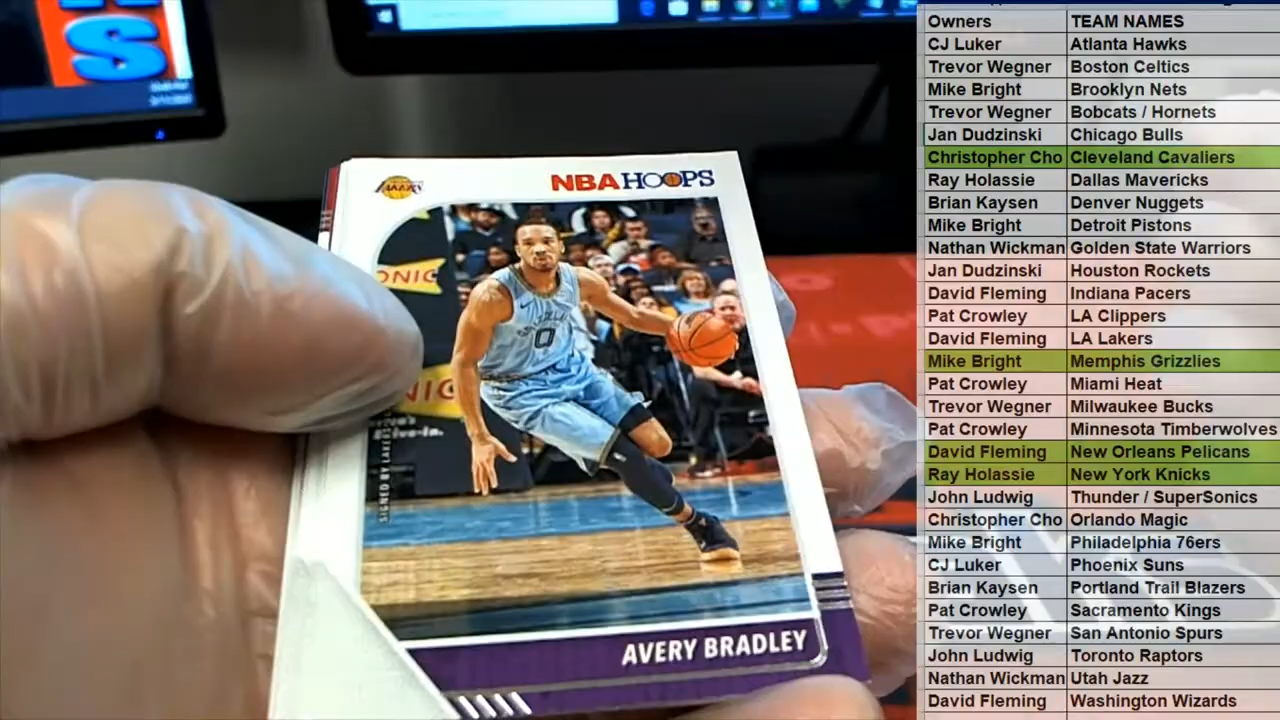 Owners TEAM NAMES
CJ Luker Atlanta Hawks
Trevor Wegner Boston Celtics
Mike Bright Brooklyn Nets
Trevor Wegner Bobcats / Hornets
Jan Dudzinski Chicago Bulls
Christopher Cho Cleveland Cavaliers
Ray Holassie Dallas Mavericks
Brian Kaysen Denver Nuggets
Mike Bright Detroit Pistons
Nathan Wickman Golden State Warriors
Jan Dudzinski Houston Rockets
David Fleming Indiana Pacers
Pat Crowley LA Clippers
David Fleming LA Lakers
Mike Bright Memphis Grizzlies
Pat Crowley Miami Heat
Trevor Wegner Milwaukee Bucks
Pat Crowley Minnesota Timberwolves
David Fleming New Orleans Pelicans
Ray Holassie New York Knicks
John Ludwig Thunder / SuperSonics
Christopher Cho Orlando Magic
Mike Bright Philadelphia 76ers
CJ Luker Phoenix Suns
Brian Kaysen Portland Trail Blazers
Pat Crowley Sacramento Kings
Trevor Wegner San Antonio Spurs
John Ludwig Toronto Raptors
Nathan Wickman Utah Jazz
David Fleming Washington Wizards
NBA HOOPS
LAKERS
ONIC
0
NIC
SIGNED BY LAKERS
AVERY BRADLEY